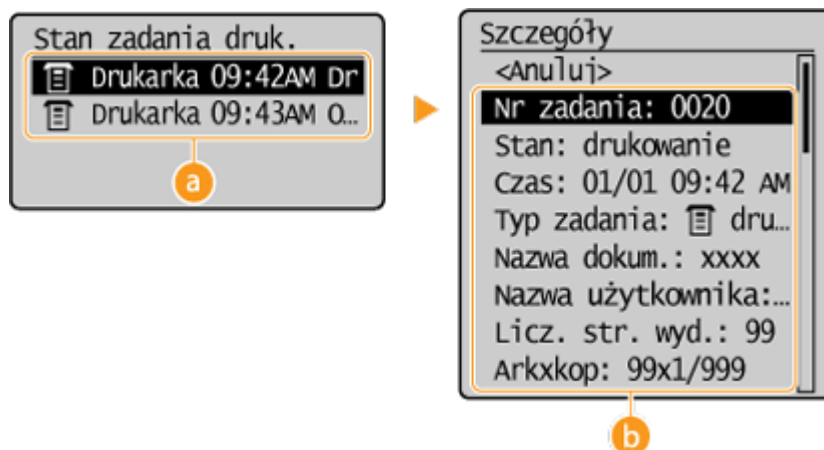 Stan zadania druk.
Drukarka 09:42AM Dr
Drukarka 09:43AM O...
a
Szczegóły
<Anuluj>
Nr zadania: 0020
Stan: drukowanie
Czas: 01/01 09:42 AM
Typ zadania: dru...
Nazwa dokum.: xxxx
Nazwa użytkownika:...
Licz. str. wyd.: 99
Arkxkop: 99x1/999
b